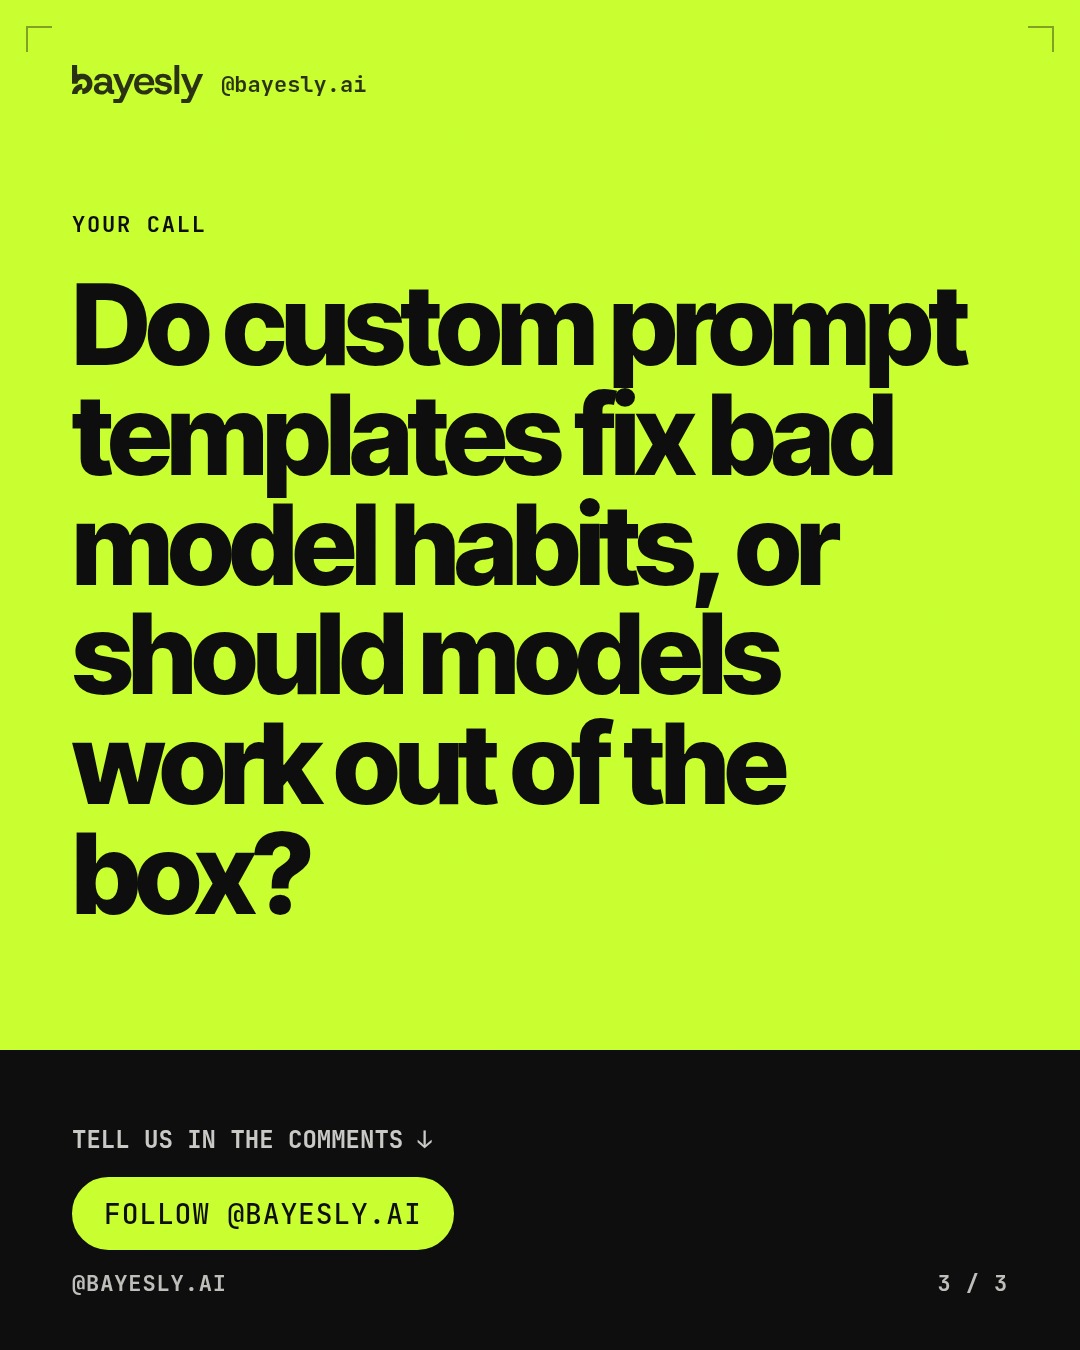 bayesly @bayesly.ai
YOUR CALL
Do custom prompt
templates fix bad
model habits, or
should models
work out of the
box?
TELL US IN THE COMMENTS ↓
FOLLOW @BAYESLY.AI
@BAYESLY.AI
3 / 3